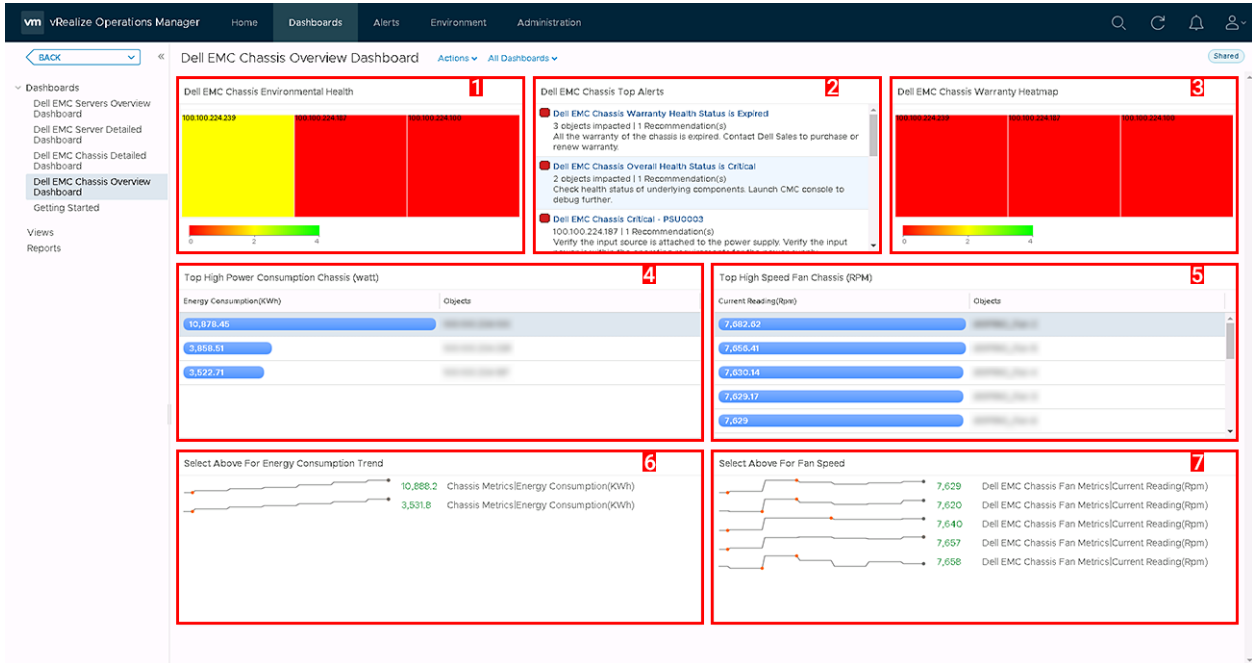 vm vRealize Operations Manager Home Dashboards Alerts Environment Administration
BACK
Dell EMC Chassis Overview Dashboard Actions All Dashboards Shared
Dashboards
Dell EMC Servers Overview
Dashboard
Dell EMC Server Detailed
Dashboard
Dell EMC Chassis Detailed
Dashboard
Dell EMC Chassis Overview
Dashboard
Getting Started
Views
Reports
Dell EMC Chassis Environmental Health 1
100.100.224.239 100.100.224.187 100.100.224.188
0 2 4
Dell EMC Chassis Top Alerts 2
Dell EMC Chassis Warranty Health Status is Expired
3 objects impacted | 1 Recommendation(s)
All the warranty of the chassis is expired. Contact Dell Sales to purchase or
renew warranty.
Dell EMC Chassis Overall Health Status is Critical
2 objects impacted | 1 Recommendation(s)
Check health status of underlying components. Launch CMC console to
debug further.
Dell EMC Chassis Critical - PSU0003
100.100.224.187 | 1 Recommendation(s)
Verify the input source is attached to the power supply. Verify the input
Dell EMC Chassis Warranty Heatmap 3
100.100.224.239 100.100.224.187
0 2 4
Top High Power Consumption Chassis (watt) 4
Energy Consumption(KWh) Objects
10,878.45
3,858.51
3,522.71
Top High Speed Fan Chassis (RPM) 5
Current Reading(Rpm) Objects
7,682.62
7,656.41
7,630.14
7,629.17
7,629
Select Above For Energy Consumption Trend 6
10,888.2 Chassis Metrics|Energy Consumption(KWh)
3,531.8 Chassis Metrics|Energy Consumption(KWh)
Select Above For Fan Speed 7
7,629 Dell EMC Chassis Fan Metrics|Current Reading(Rpm)
7,620 Dell EMC Chassis Fan Metrics|Current Reading(Rpm)
7,640 Dell EMC Chassis Fan Metrics|Current Reading(Rpm)
7,657 Dell EMC Chassis Fan Metrics|Current Reading(Rpm)
7,658 Dell EMC Chassis Fan Metrics|Current Reading(Rpm)